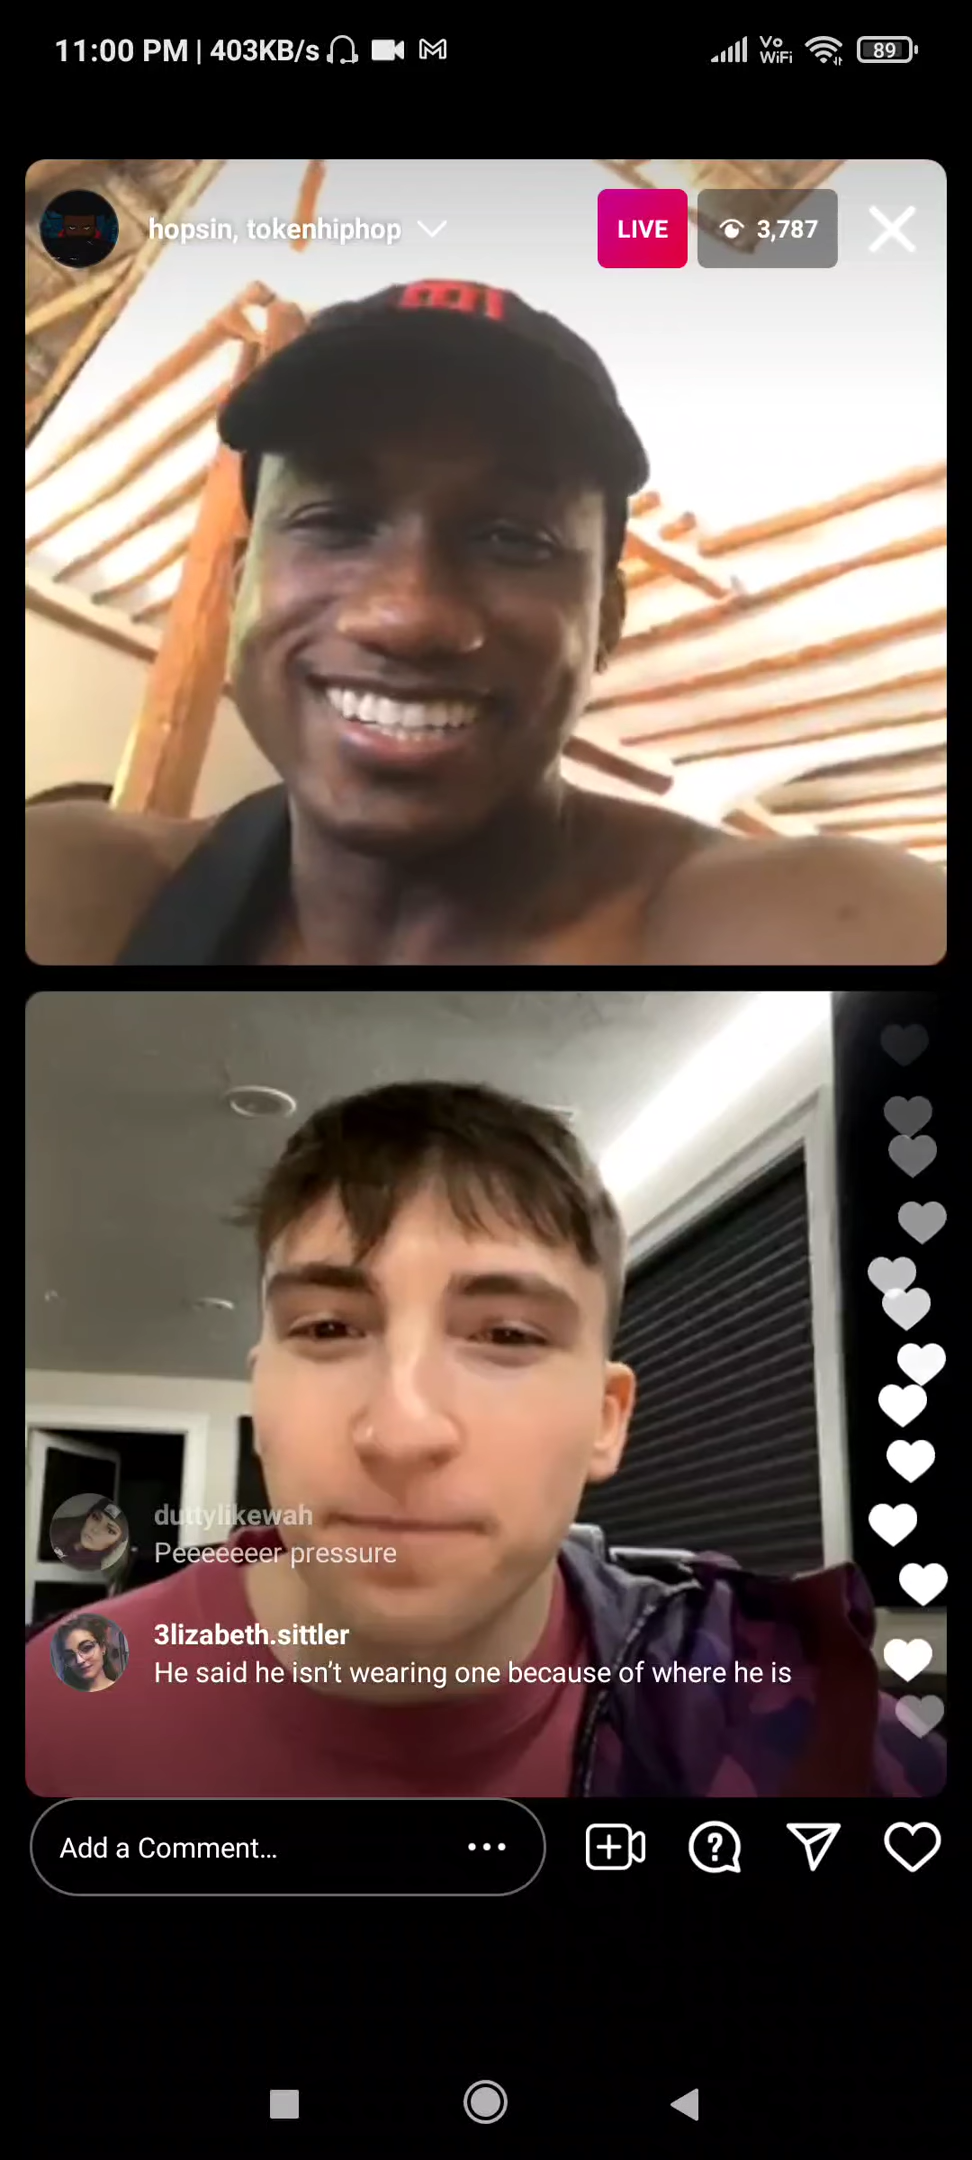 11:00 PM | 403KB/s
Vo
WiFi
89
hopsin, tokenhiphop
LIVE
3,787
duttylikewah
Peeeeeeer pressure
3lizabeth.sittler
He said he isn't wearing one because of where he is
Add a Comment...